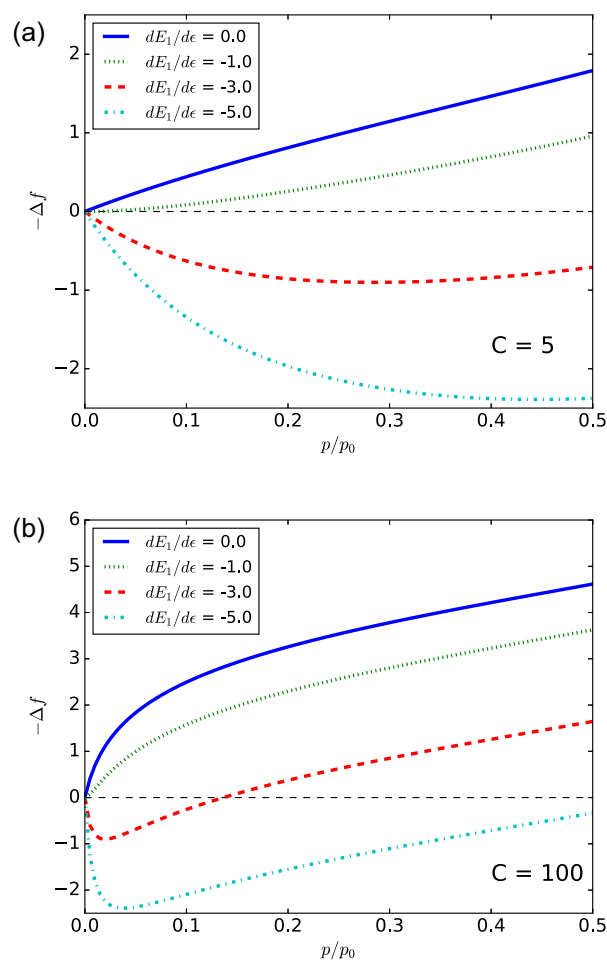 (a)
dE₁/dϵ = 0.0
dE₁/dϵ = -1.0
dE₁/dϵ = -3.0
dE₁/dϵ = -5.0
2
1
0
−1
−2
−Δf
C = 5
0.0 0.1 0.2 0.3 0.4 0.5
p/p₀
(b)
dE₁/dϵ = 0.0
dE₁/dϵ = -1.0
dE₁/dϵ = -3.0
dE₁/dϵ = -5.0
6
5
4
3
2
1
0
−1
−2
−Δf
C = 100
0.0 0.1 0.2 0.3 0.4 0.5
p/p₀